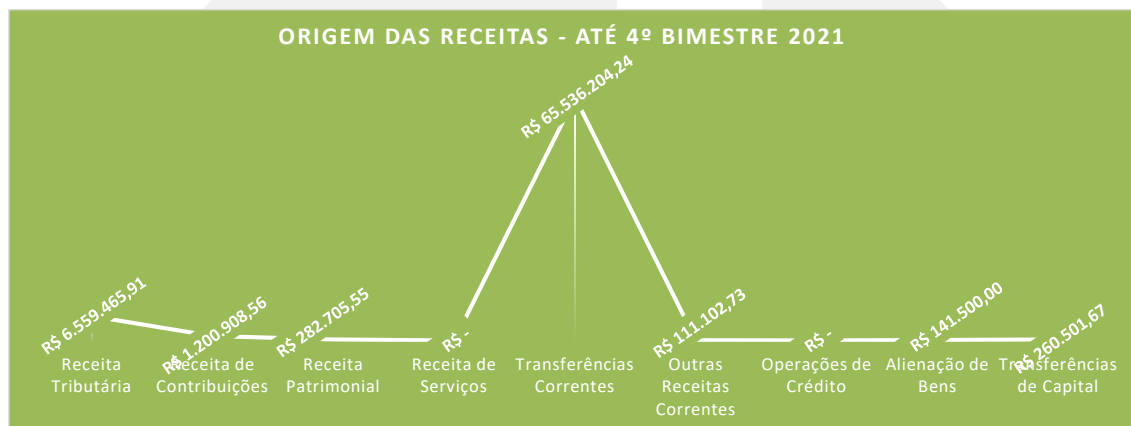 ORIGEM DAS RECEITAS - ATÉ 4º BIMESTRE 2021
R$ 6.559.465,91
R$ 1.200.908,56
R$ 282.705,55
R$ -
R$ 65.536.204,24
R$ 111.102,73
R$ -
R$ 141.500,00
R$ 260.501,67
Receita
Tributária
Receita de
Contribuições
Receita
Patrimonial
Receita de
Serviços
Transferências
Correntes
Outras
Receitas
Correntes
Operações de
Crédito
Alienação de
Bens
Transferências
de Capital